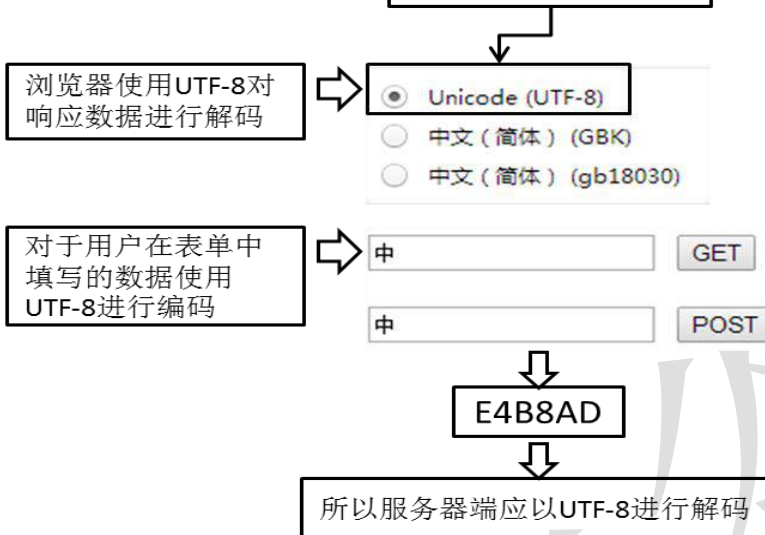 浏览器使用UTF-8对
响应数据进行解码
Unicode (UTF-8)
中文（简体）(GBK)
中文（简体）(gb18030)
对于用户在表单中
填写的数据使用
UTF-8进行编码
中
GET
中
POST
E4B8AD
所以服务器端应以UTF-8进行解码